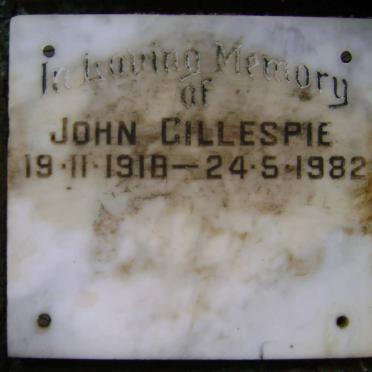 In Loving Memory
of
JOHN GILLESPIE
19·11·1918—24·5·1982